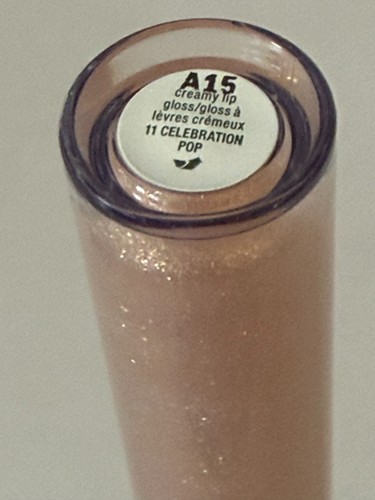 A15
creamy lip
gloss/gloss à
lèvres crémeux
11 CELEBRATION
POP